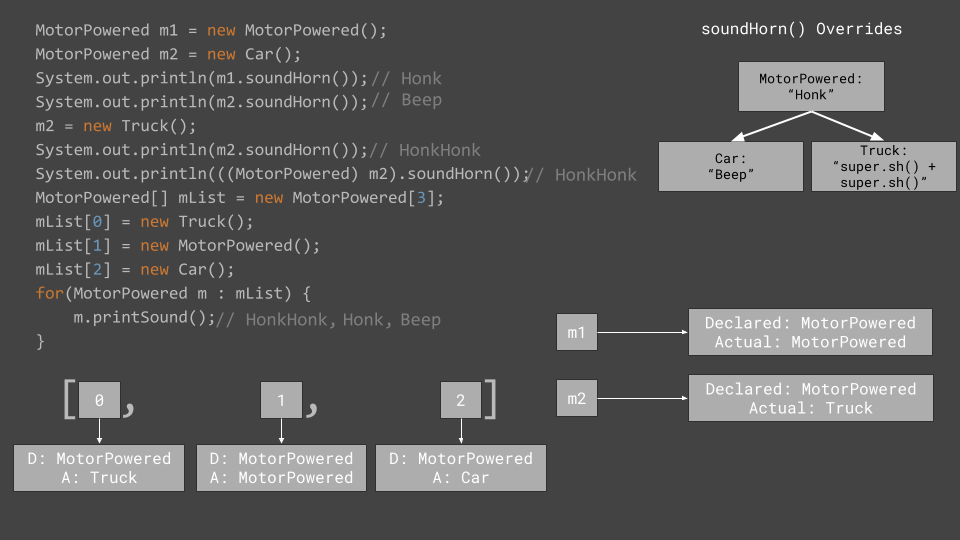 MotorPowered m1 = new MotorPowered();
MotorPowered m2 = new Car();
System.out.println(m1.soundHorn()); // Honk
System.out.println(m2.soundHorn()); // Beep
m2 = new Truck();
System.out.println(m2.soundHorn()); // HonkHonk
System.out.println(((MotorPowered) m2).soundHorn()); // HonkHonk
MotorPowered[] mList = new MotorPowered[3];
mList[0] = new Truck();
mList[1] = new MotorPowered();
mList[2] = new Car();
for(MotorPowered m : mList) {
    m.printSound(); // HonkHonk, Honk, Beep
}
soundHorn() Overrides
MotorPowered:
“Honk”
Car:
“Beep”
Truck:
“super.sh() +
super.sh()”
m1
Declared: MotorPowered
Actual: MotorPowered
m2
Declared: MotorPowered
Actual: Truck
[ 0 , 1 , 2 ]
D: MotorPowered
A: Truck
D: MotorPowered
A: MotorPowered
D: MotorPowered
A: Car